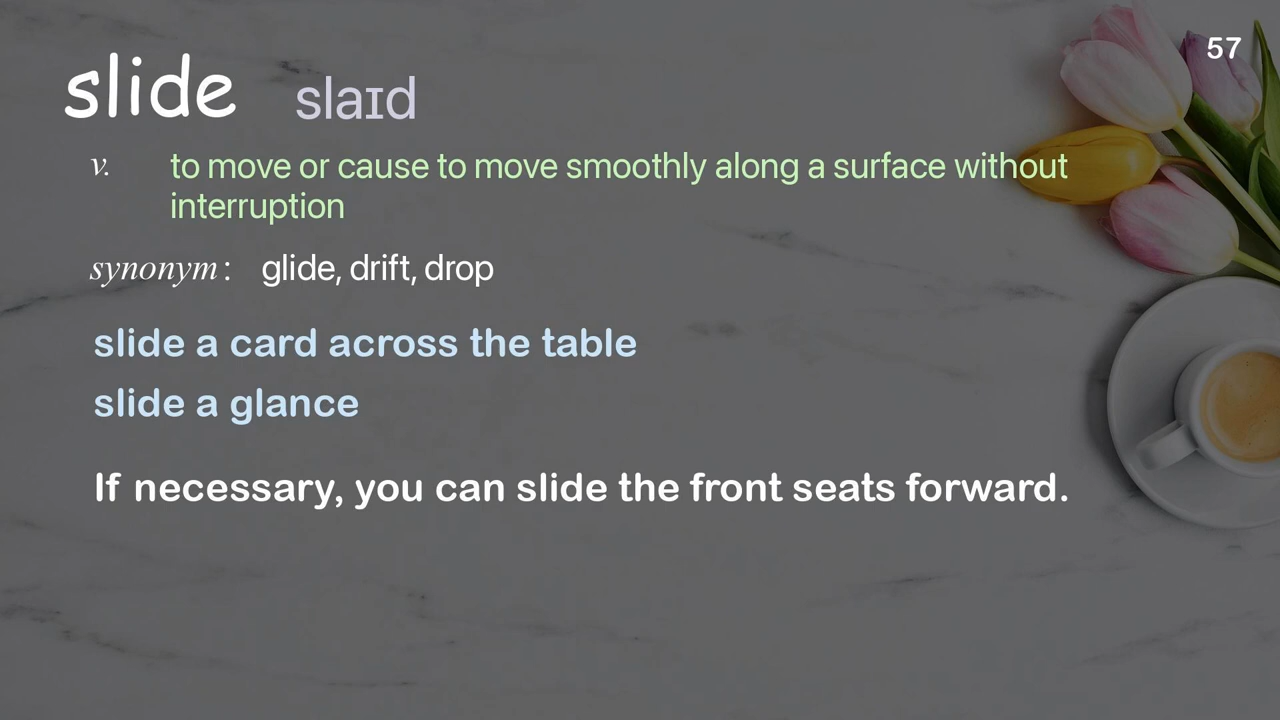 57
slide slaɪd
v. to move or cause to move smoothly along a surface without
interruption
synonym: glide, drift, drop
slide a card across the table
slide a glance
If necessary, you can slide the front seats forward.